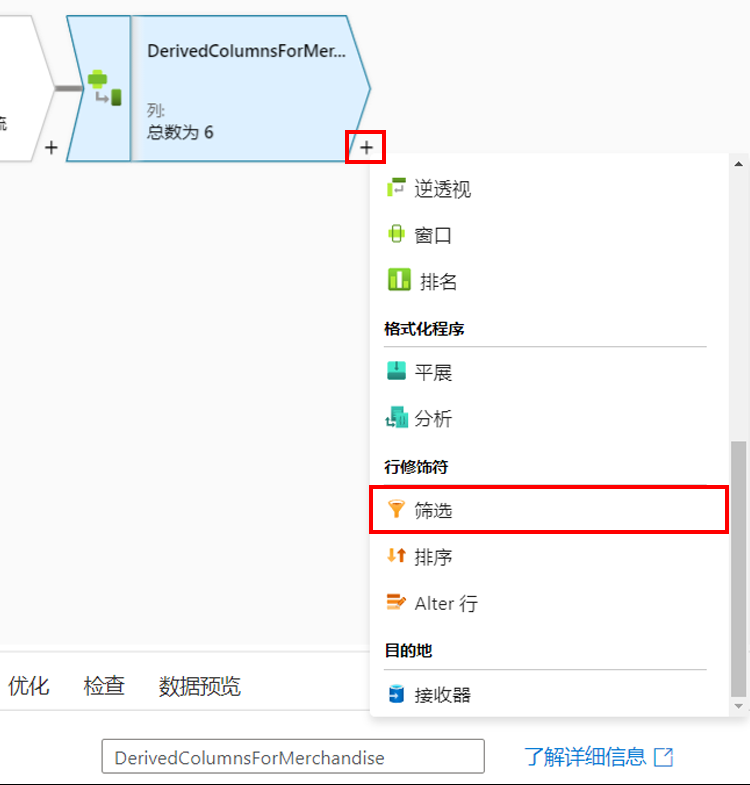 DerivedColumnsForMer...
列:
流
总数为 6
+
+
逆透视
窗口
排名
格式化程序
平展
分析
行修饰符
筛选
排序
Alter 行
目的地
接收器
优化 检查 数据预览
DerivedColumnsForMerchandise 了解详细信息